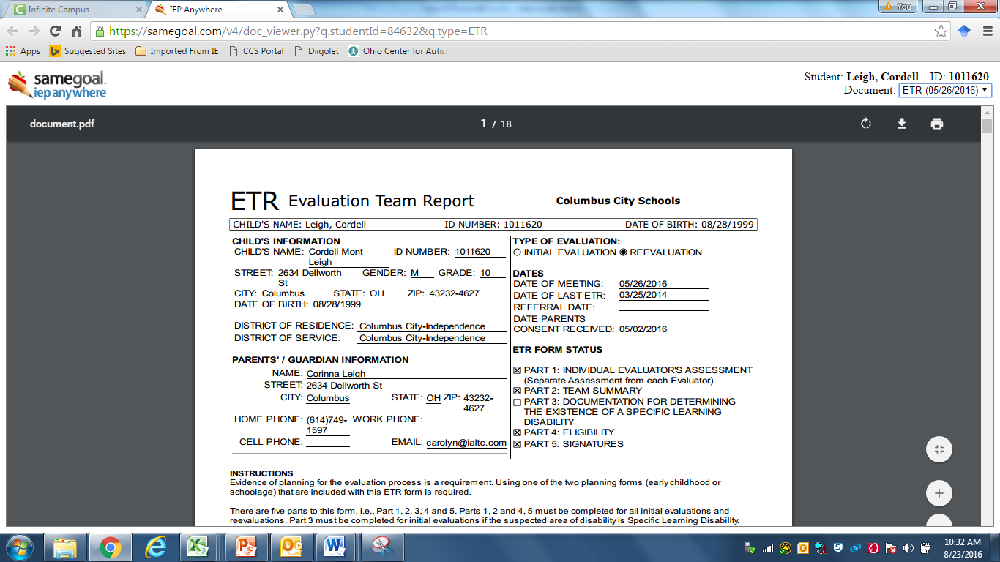 Infinite Campus
IEP Anywhere
You
https://samegoal.com/v4/doc_viewer.py?q.studentId=84632&q.type=ETR
Apps Suggested Sites Imported From IE CCS Portal Diigolet Ohio Center for Autis
samegoal.
iep anywhere
Student: Leigh, Cordell ID: 1011620
Document: ETR (05/26/2016)
document.pdf 1 / 18
ETR Evaluation Team Report Columbus City Schools
CHILD'S NAME: Leigh, Cordell ID NUMBER: 1011620 DATE OF BIRTH: 08/28/1999
CHILD'S INFORMATION
CHILD'S NAME: Cordell Mont ID NUMBER: 1011620
Leigh
STREET: 2634 Dellworth GENDER: M GRADE: 10
St
CITY: Columbus STATE: OH ZIP: 43232-4627
DATE OF BIRTH: 08/28/1999
DISTRICT OF RESIDENCE: Columbus City-Independence
DISTRICT OF SERVICE: Columbus City-Independence
PARENTS' / GUARDIAN INFORMATION
NAME: Corinna Leigh
STREET: 2634 Dellworth St
CITY: Columbus STATE: OH ZIP: 43232-
4627
HOME PHONE: (614)749- WORK PHONE:
1597
CELL PHONE: EMAIL: carolyn@ialtc.com
TYPE OF EVALUATION:
INITIAL EVALUATION REEVALUATION
DATES
DATE OF MEETING: 05/26/2016
DATE OF LAST ETR: 03/25/2014
REFERRAL DATE:
DATE PARENTS
CONSENT RECEIVED: 05/02/2016
ETR FORM STATUS
PART 1: INDIVIDUAL EVALUATOR'S ASSESSMENT
(Separate Assessment from each Evaluator)
PART 2: TEAM SUMMARY
PART 3: DOCUMENTATION FOR DETERMINING
THE EXISTENCE OF A SPECIFIC LEARNING
DISABILITY
PART 4: ELIGIBILITY
PART 5: SIGNATURES
INSTRUCTIONS
Evidence of planning for the evaluation process is a requirement. Using one of the two planning forms (early childhood or
schoolage) that are included with this ETR form is required.
There are five parts to this form, i.e., Part 1, 2, 3, 4 and 5. Parts 1, 2 and 4, 5 must be completed for all initial evaluations and
reevaluations. Part 3 must be completed for initial evaluations if the suspected area of disability is Specific Learning Disability.
10:32 AM
8/23/2016